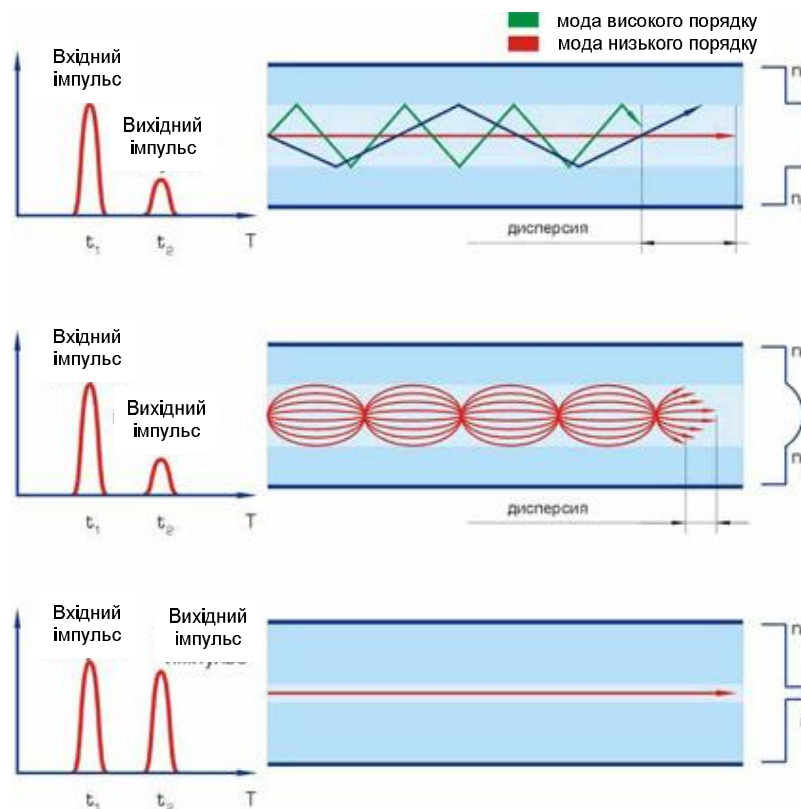 мода високого порядку
мода низького порядку
Вхідний
імпульс
Вихідний
імпульс
n
n
дисперсия
t₁ t₂ T
Вхідний
імпульс
Вихідний
імпульс
n
n
дисперсия
t₁ t₂ T
Вхідний
імпульс
Вихідний
імпульс
n
t₁ t₂ T